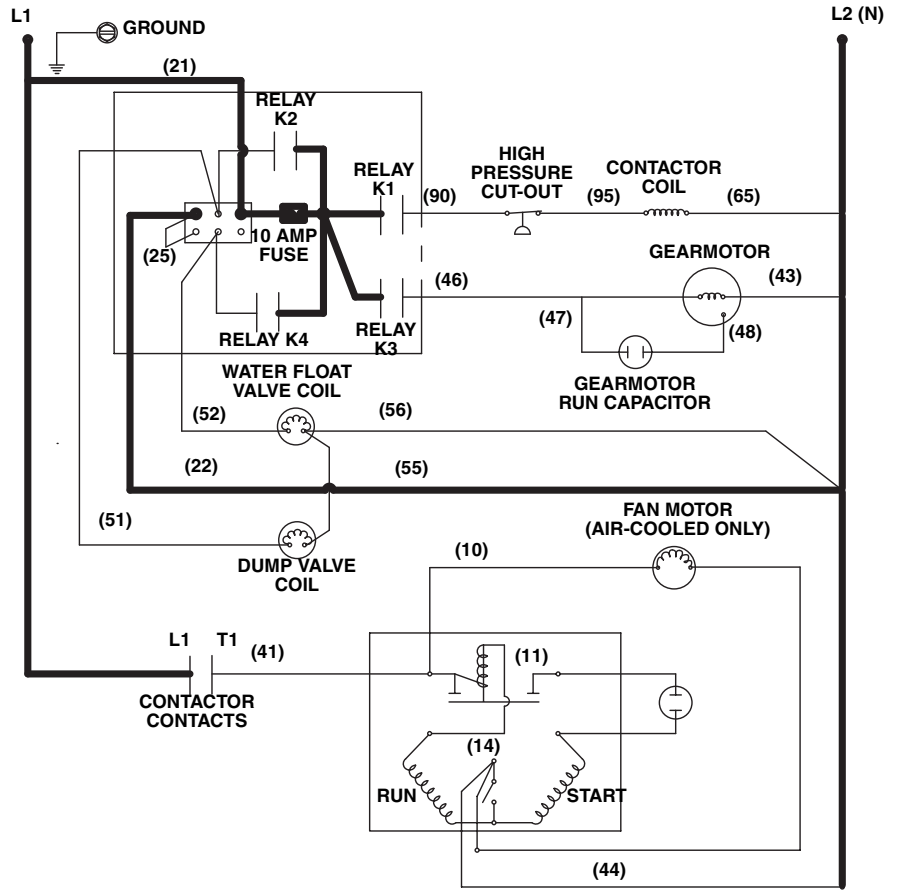 L1
L2 (N)
GROUND
(21)
RELAY
K2
RELAY
K1
(90)
HIGH
PRESSURE
CUT-OUT
(95)
CONTACTOR
COIL
(65)
(25)
10 AMP
FUSE
GEARMOTOR
(46)
(43)
(47)
(48)
RELAY K4
RELAY
K3
WATER FLOAT
VALVE COIL
GEARMOTOR
RUN CAPACITOR
(52)
(56)
(22)
(55)
(51)
FAN MOTOR
(AIR-COOLED ONLY)
DUMP VALVE
COIL
(10)
L1
T1
(41)
(11)
CONTACTOR
CONTACTS
(14)
RUN
START
(44)